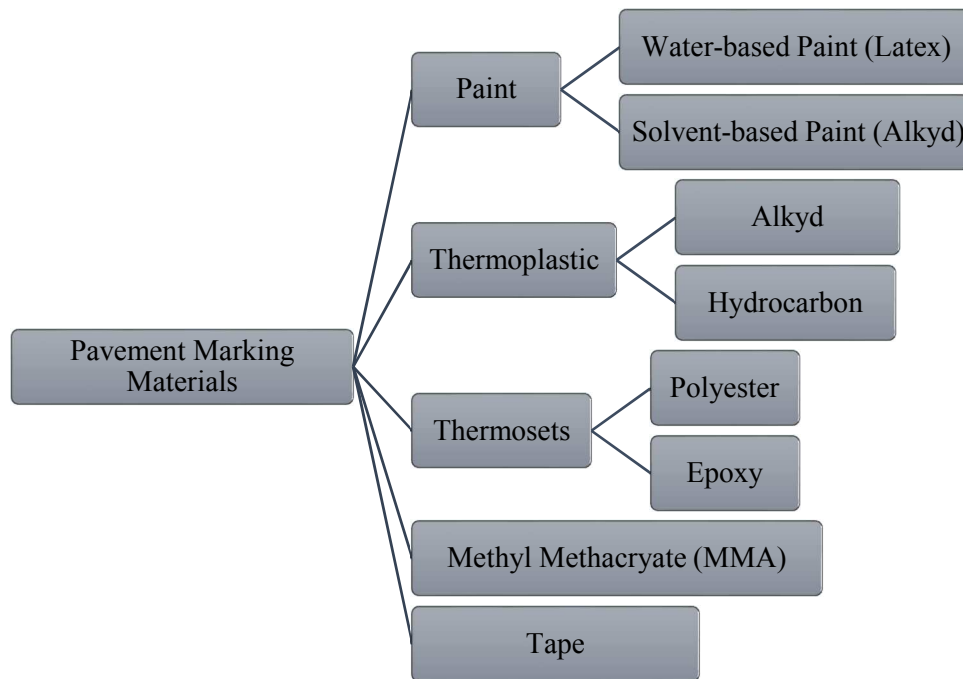 Paint
Water-based Paint (Latex)
Solvent-based Paint (Alkyd)
Thermoplastic
Alkyd
Hydrocarbon
Pavement Marking
Materials
Thermosets
Polyester
Epoxy
Methyl Methacryate (MMA)
Tape